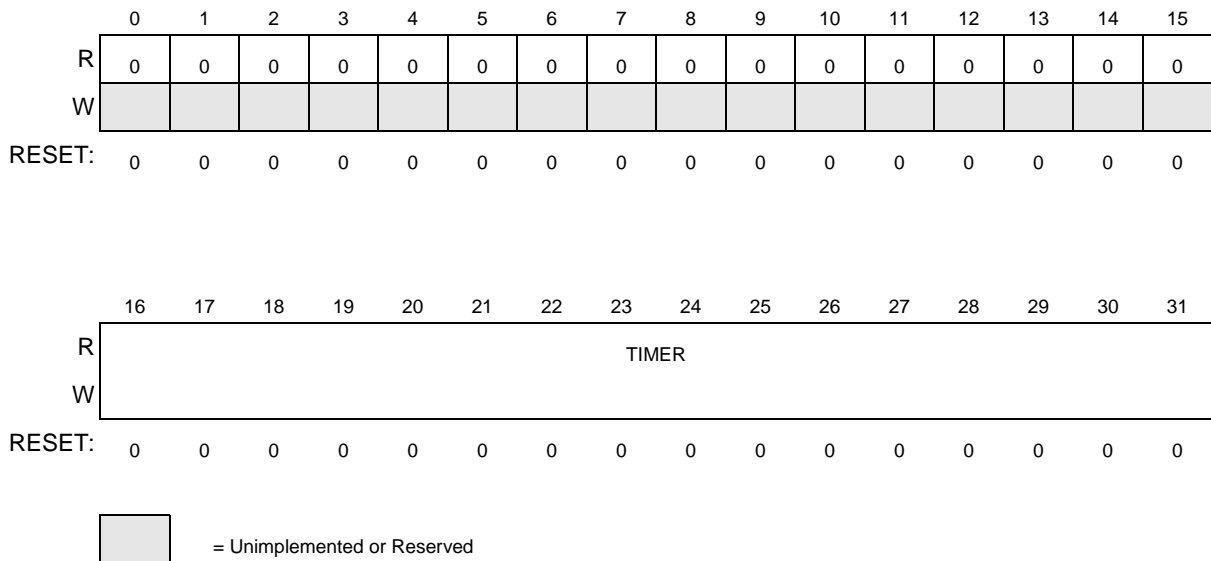 0 1 2 3 4 5 6 7 8 9 10 11 12 13 14 15
R 0 0 0 0 0 0 0 0 0 0 0 0 0 0 0 0
W
RESET: 0 0 0 0 0 0 0 0 0 0 0 0 0 0 0 0
16 17 18 19 20 21 22 23 24 25 26 27 28 29 30 31
R TIMER
W
RESET: 0 0 0 0 0 0 0 0 0 0 0 0 0 0 0 0
= Unimplemented or Reserved